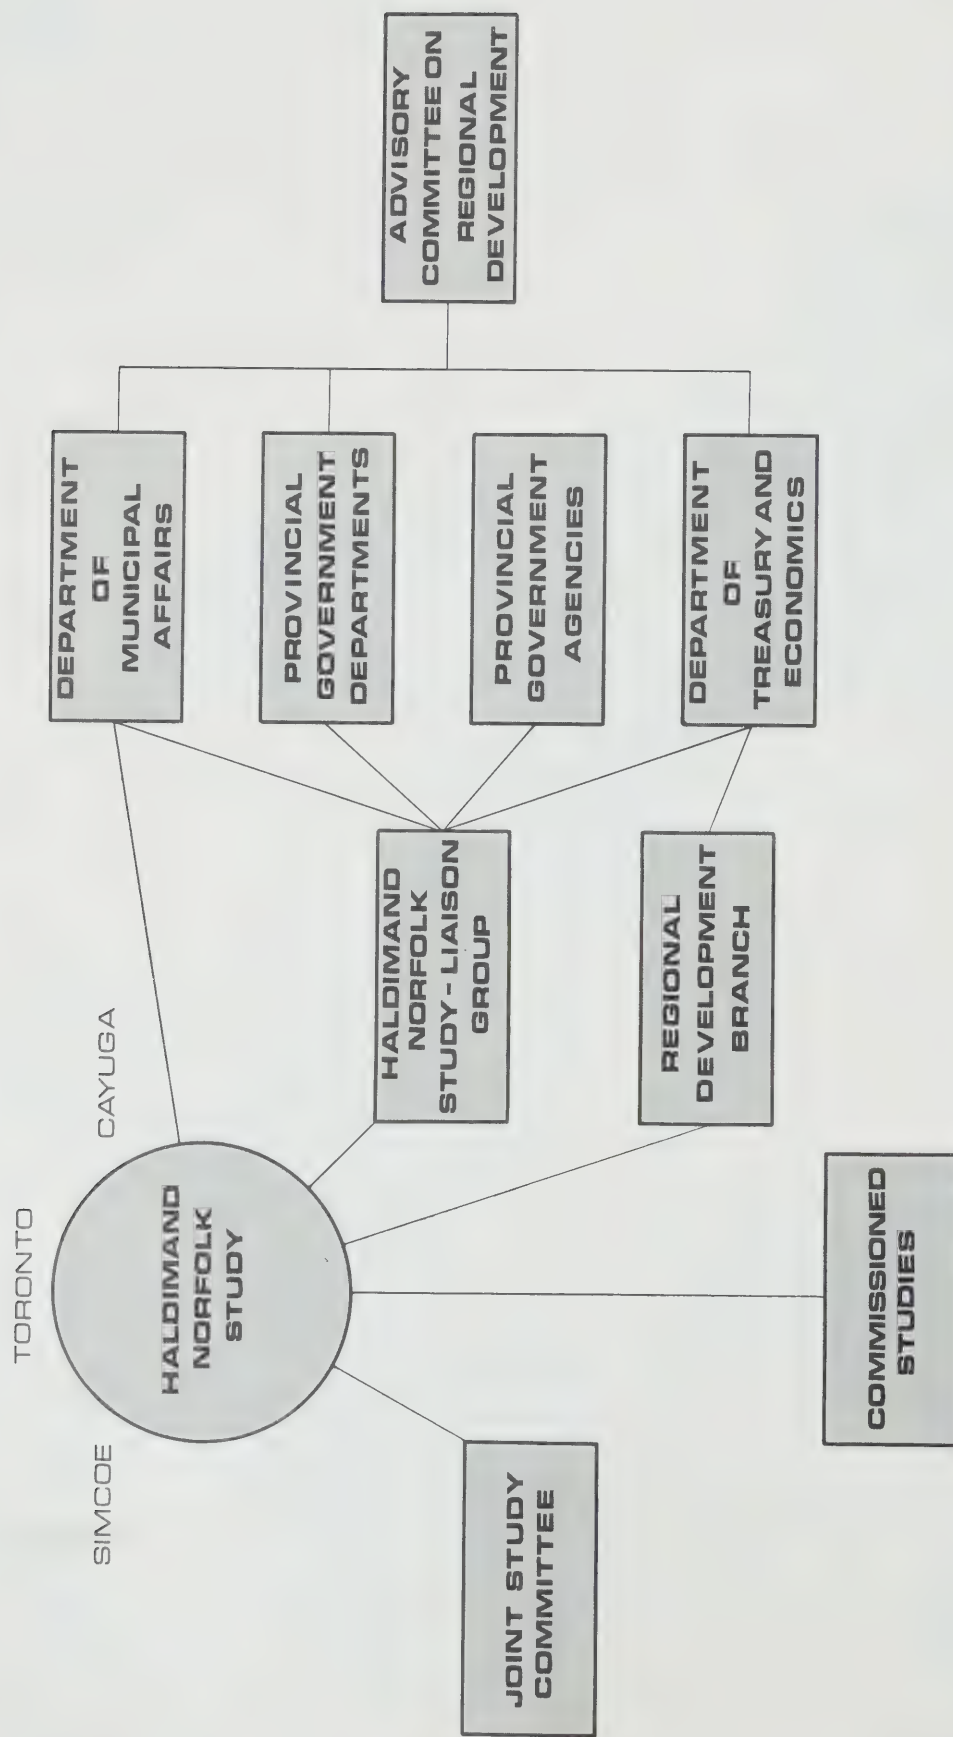 SIMCOE
TORONTO
CAYUGA
HALDIMAND
NORFOLK
STUDY
JOINT STUDY
COMMITTEE
COMMISSIONED
STUDIES
HALDIMAND
NORFOLK
STUDY - LIAISON
GROUP
REGIONAL
DEVELOPMENT
BRANCH
DEPARTMENT
OF
MUNICIPAL
AFFAIRS
PROVINCIAL
GOVERNMENT
DEPARTMENTS
PROVINCIAL
GOVERNMENT
AGENCIES
DEPARTMENT
OF
TREASURY AND
ECONOMICS
ADVISORY
COMMITTEE ON
REGIONAL
DEVELOPMENT